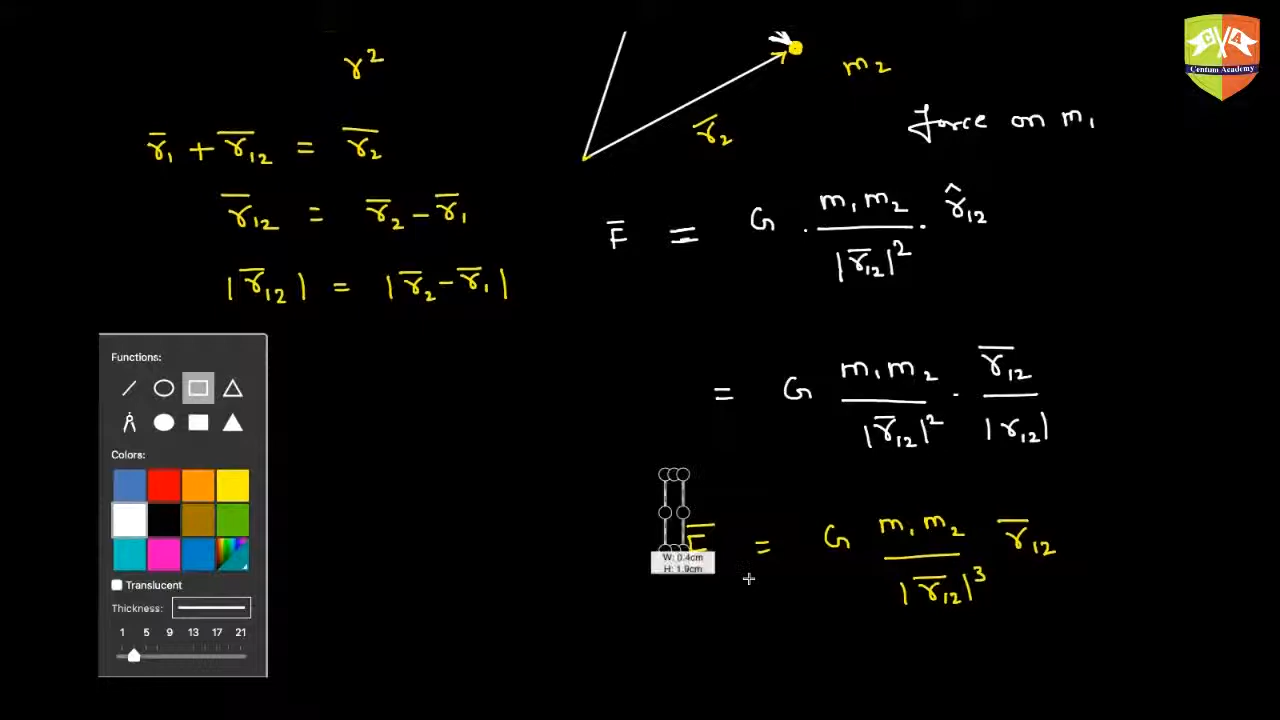 r²
m₂
C A
Centum Academy
r̅₂
force on m₁
r̅₁ + r̅₁₂ = r̅₂
r̅₁₂ = r̅₂ − r̅₁
F̅ = G · m₁m₂ / |r̅₁₂|² · r̂₁₂
|r̅₁₂| = |r̅₂ − r̅₁|
= G m₁m₂ / |r̅₁₂|² · r̅₁₂ / |r₁₂|
F̅ = G m₁m₂ / |r̅₁₂|³ r̅₁₂
W: 0.4cm
H: 1.9cm
Functions:
Colors:
Translucent
Thickness:
1 5 9 13 17 21